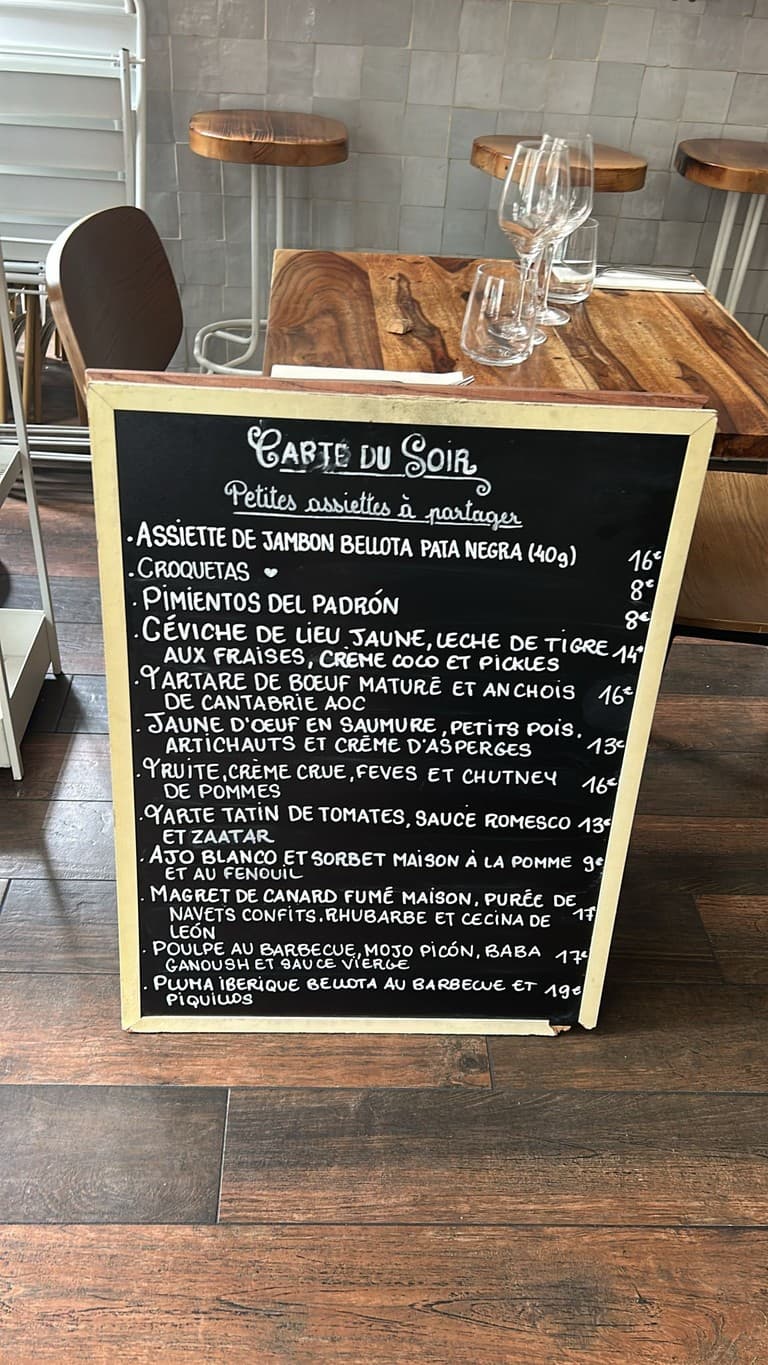 CARTE DU SOIR
Petites assiettes à partager
·ASSIETTE DE JAMBON BELLOTA PATA NEGRA (40g) 16€
·CROQUETAS ♥ 8€
·PIMIENTOS DEL PADRÓN 8€
·CÉVICHE DE LIEU JAUNE, LECHE DE TIGRE 14€
AUX FRAISES, CRÈME COCO ET PICKLES
·TARTARE DE BŒUF MATURÉ ET ANCHOIS 16€
DE CANTABRIE AOC
·JAUNE D'OEUF EN SAUMURE, PETITS POIS,
ARTICHAUTS ET CRÊME D'ASPERGES 13€
·TRUITE, CRÈME CRUE, FEVES ET CHUTNEY 16€
DE POMMES
·TARTE TATIN DE TOMATES, SAUCE ROMESCO 13€
ET ZAATAR
·AJO BLANCO ET SORBET MAISON À LA POMME 9€
ET AU FENOUIL
·MAGRET DE CANARD FUMÉ MAISON, PURÉE DE
NAVETS CONFITS, RHUBARBE ET CECINA DE 17
LEÓN
·POULPE AU BARBECUE, MOJO PICÓN, BABA 17€
GANOUSH ET SAUCE VIERGE
·PLUMA IBERIQUE BELLOTA AU BARBECUE ET 19€
PIQUILLOS